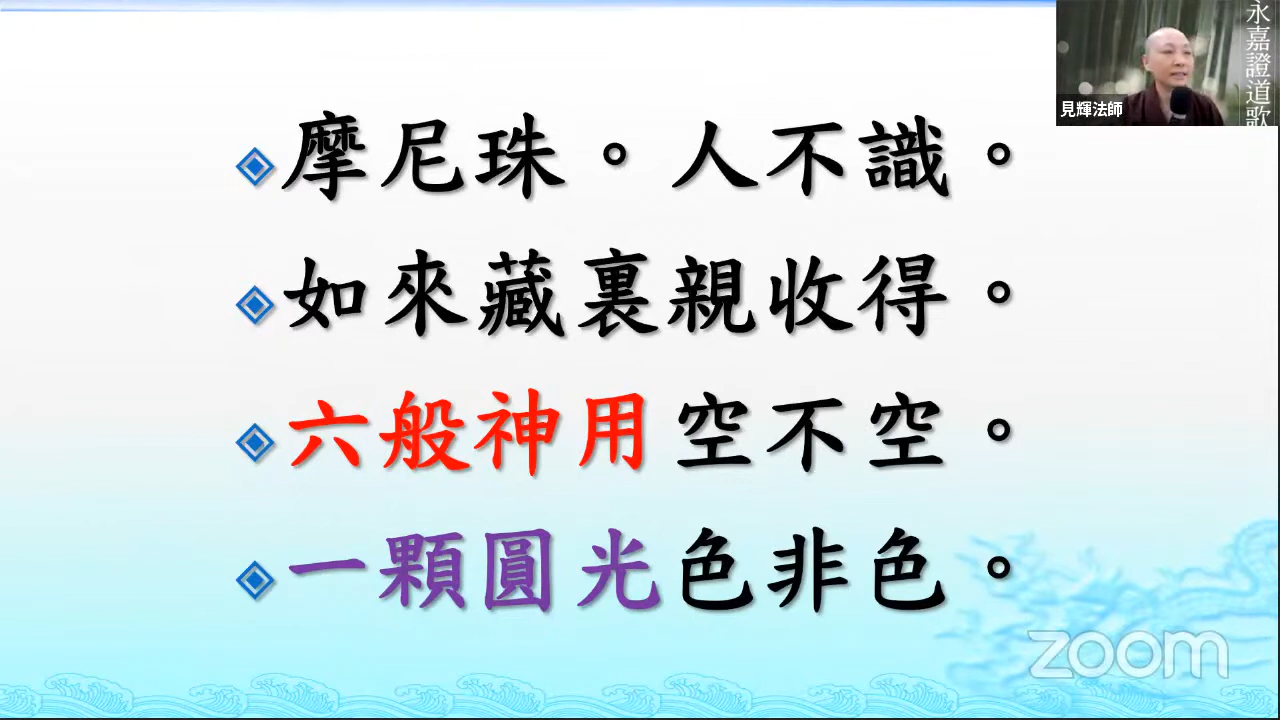 永嘉證道歌
見輝法師
摩尼珠。人不識。
如來藏裏親收得。
六般神用空不空。
一顆圓光色非色。
zoom